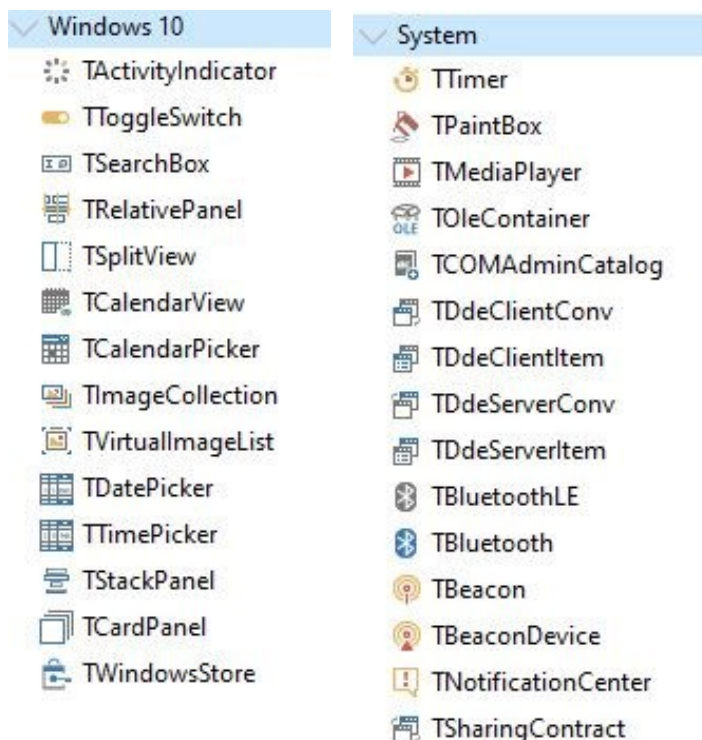 Windows 10
TActivityIndicator
TToggleSwitch
TSearchBox
TRelativePanel
TSplitView
TCalendarView
TCalendarPicker
TImageCollection
TVirtualImageList
TDatePicker
TTimePicker
TStackPanel
TCardPanel
TWindowsStore
System
TTimer
TPaintBox
TMediaPlayer
OLE
TOleContainer
TCOMAdminCatalog
TDdeClientConv
TDdeClientItem
TDdeServerConv
TDdeServerItem
TBluetoothLE
TBluetooth
TBeacon
TBeaconDevice
TNotificationCenter
TSharingContract